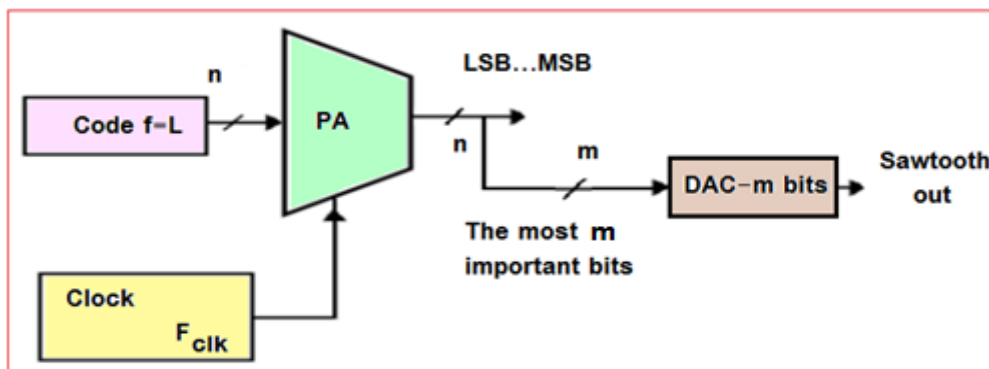 n
Code f=L
PA
LSB...MSB
n
m
DAC-m bits
Sawtooth
out
The most m
important bits
Clock
Fclk